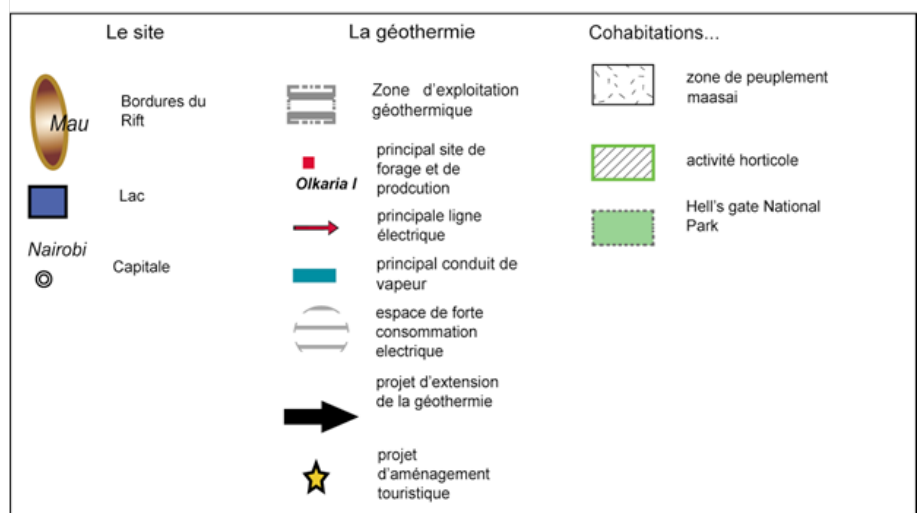 Le site
Mau
Bordures du
Rift
Lac
Nairobi
Capitale
La géothermie
Zone d'exploitation
géothermique
Olkaria I
principal site de
forage et de
prodcution
principale ligne
électrique
principal conduit de
vapeur
espace de forte
consommation
electrique
projet d'extension
de la géothermie
projet
d'aménagement
touristique
Cohabitations...
zone de peuplement
maasai
activité horticole
Hell's gate National
Park